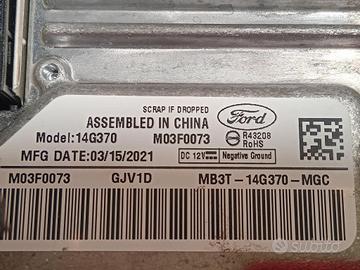 SCRAP IF DROPPED
ASSEMBLED IN CHINA
Ford
Model:14G370 M03F0073
R43208
RoHS
MFG DATE:03/15/2021
DC 12V Negative Ground
M03F0073 GJV1D MB3T-14G370-MGC
subito